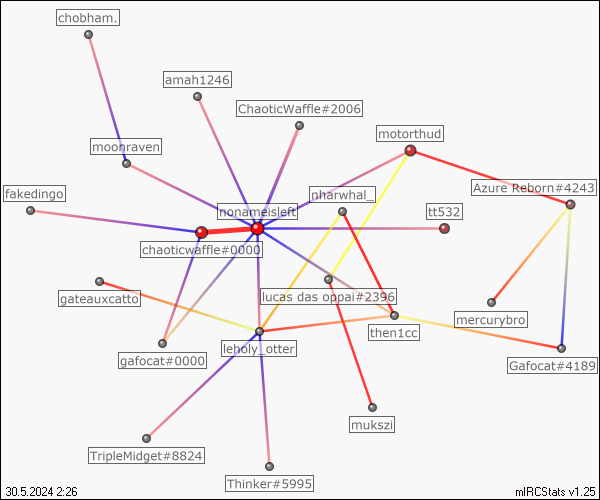 chobham.
amah1246
ChaoticWaffle#2006
motorthud
moonraven
fakedingo
nharwhal_
Azure Reborn#4243
nonameisleft
tt532
chaoticwaffle#0000
gateauxcatto
lucas das oppai#2396
mercurybro
then1cc
gafocat#0000
leholy_otter
Gafocat#4189
mukszi
TripleMidget#8824
Thinker#5995
30.5.2024 2:26
mIRCStats v1.25